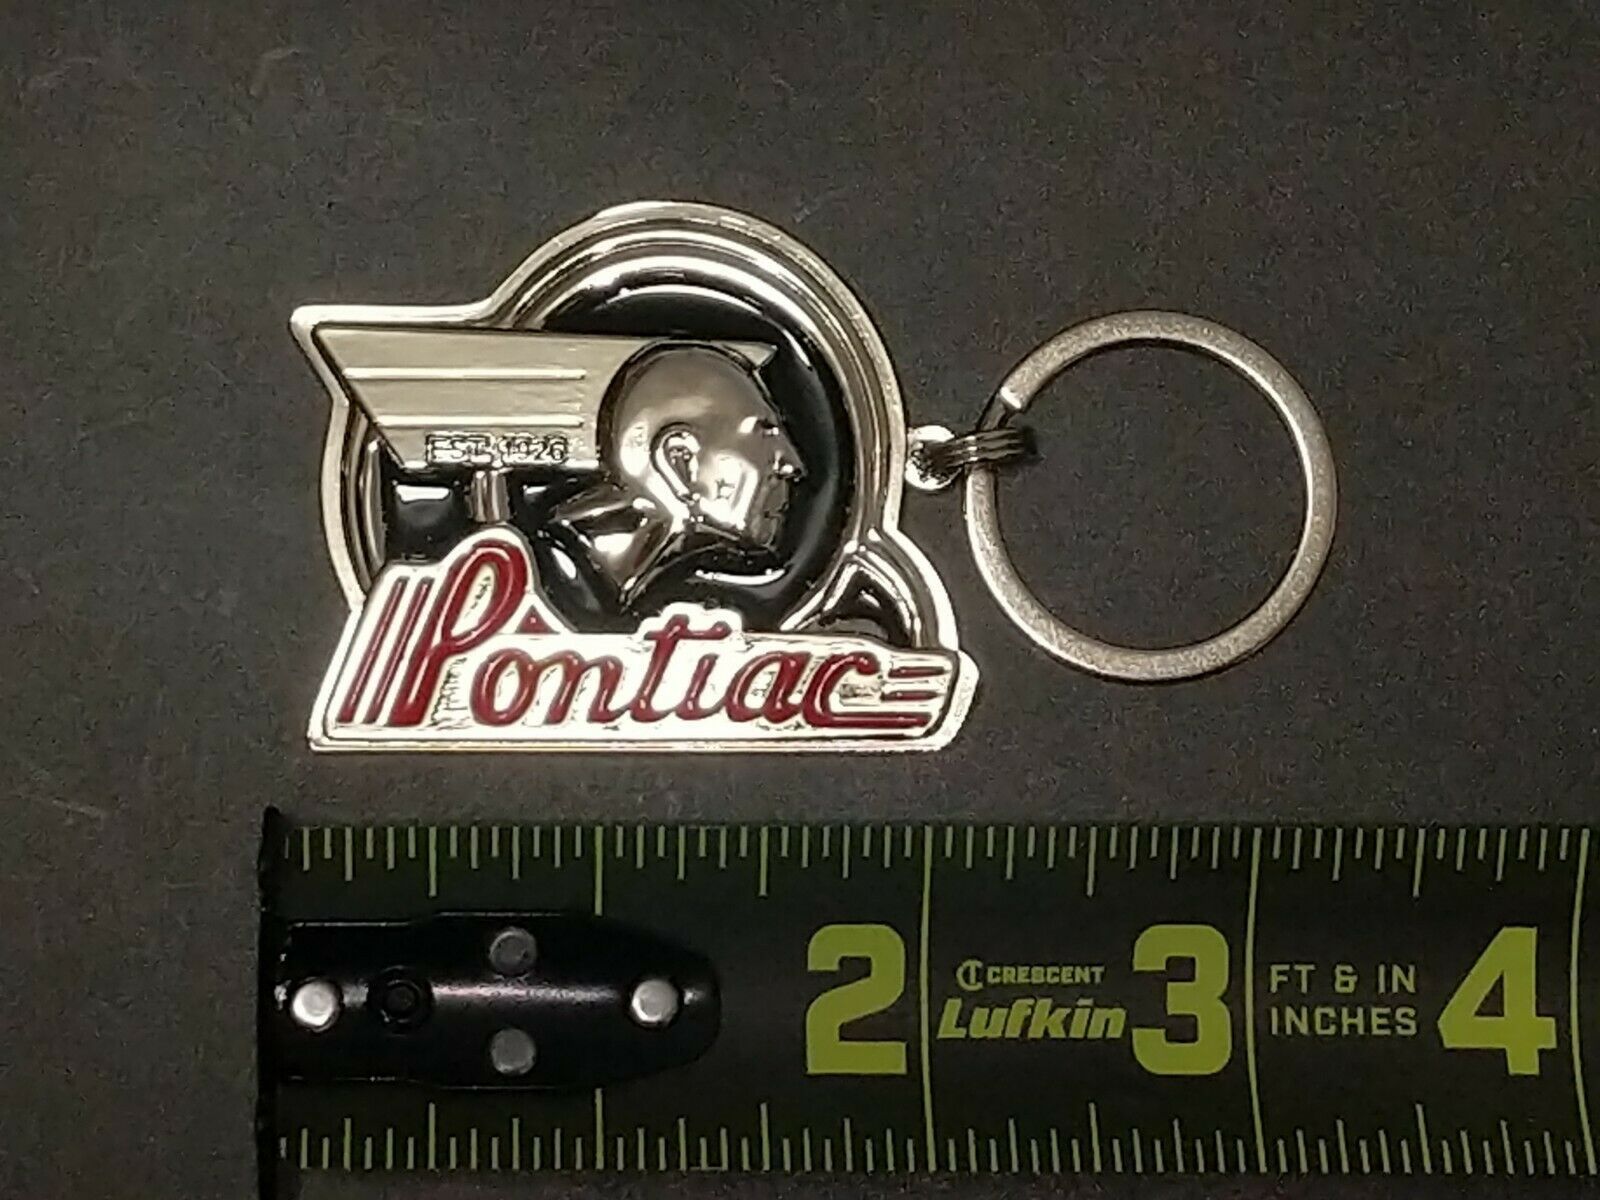 EST. 1926
Pontiac
2
CRESCENT
Lufkin
3
FT & IN
INCHES
4